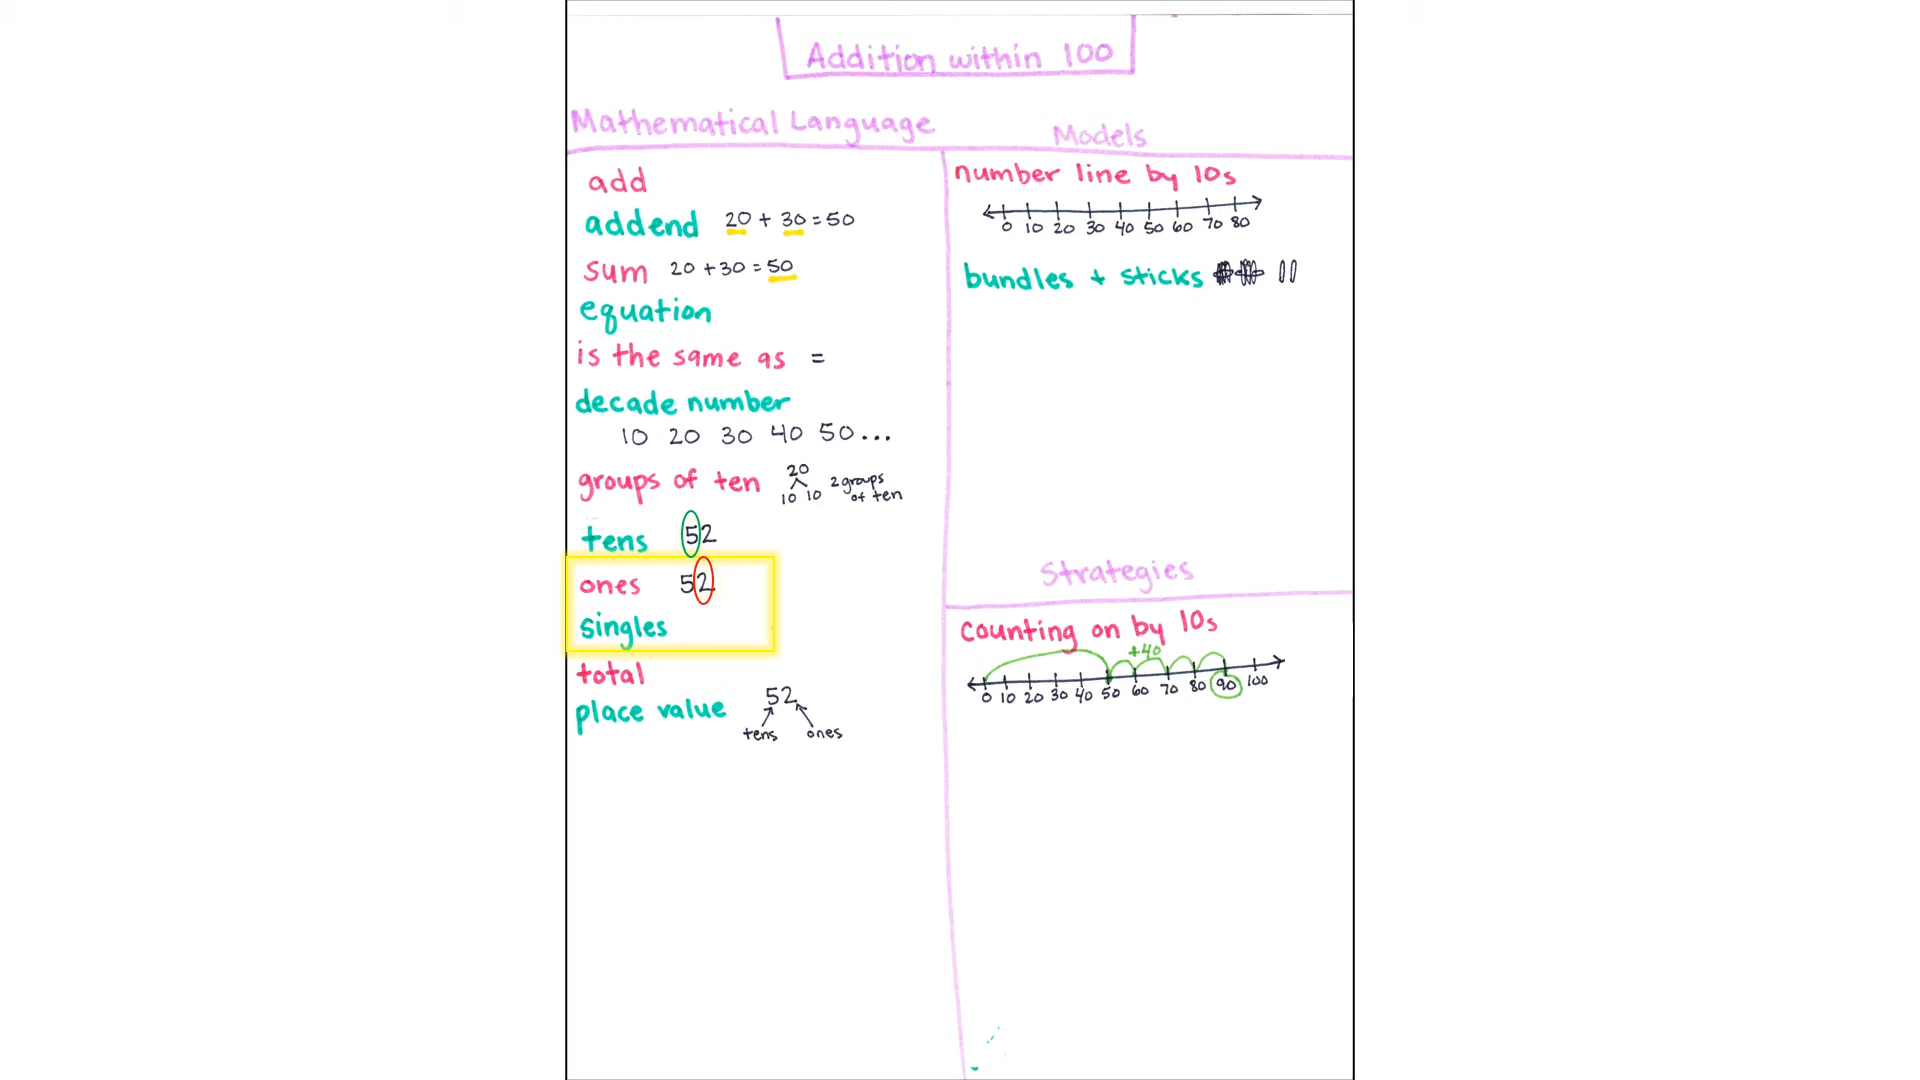 Addition within 100
Mathematical Language
add
addend 20 + 30 = 50
sum 20 + 30 = 50
equation
is the same as =
decade number
10 20 30 40 50...
groups of ten 20
10 10 2 groups
of ten
tens 52
ones 52
singles
total
place value 52
tens ones
Models
number line by 10s
0 10 20 30 40 50 60 70 80
bundles + sticks
Strategies
counting on by 10s
+40
0 10 20 30 40 50 60 70 80 90 100